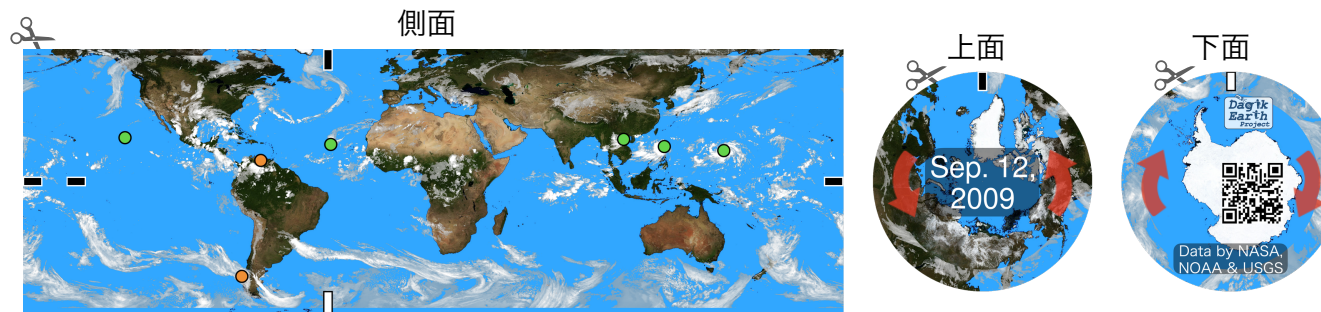 側面
上面
Sep. 12,
2009
下面
Dagik
Earth
Project
Data by NASA,
NOAA & USGS